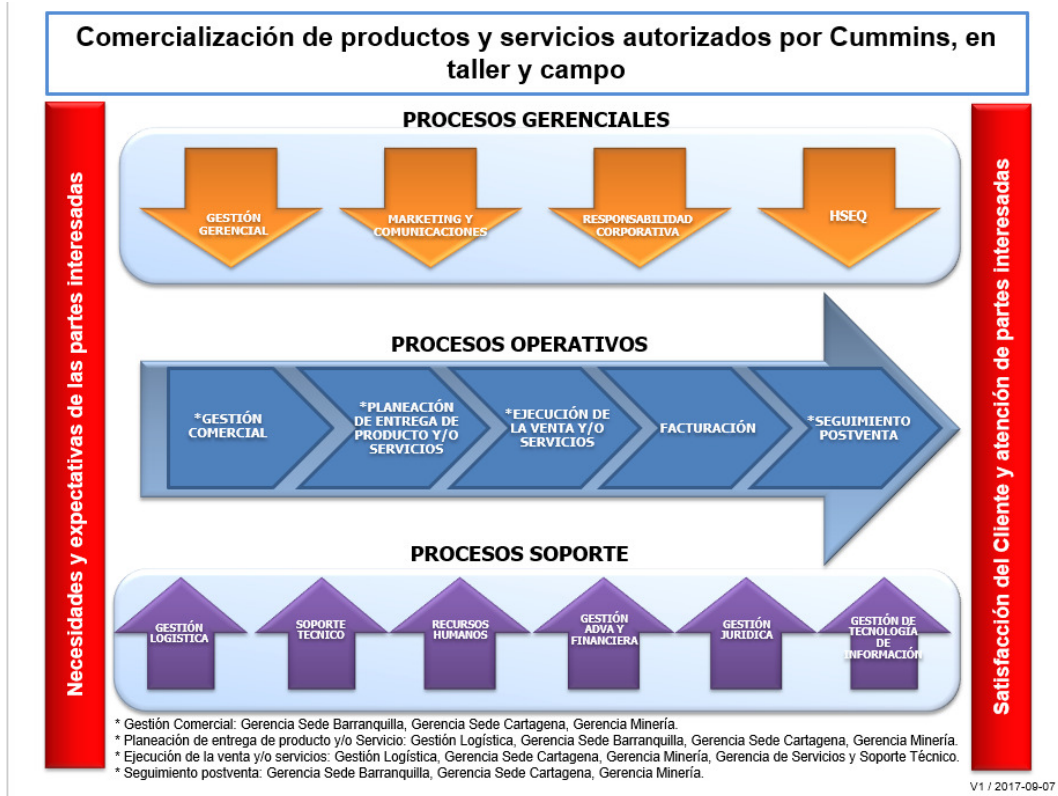 Comercialización de productos y servicios autorizados por Cummins, en
taller y campo
Necesidades y expectativas de las partes interesadas
PROCESOS GERENCIALES
GESTIÓN
GERENCIAL
MARKETING Y
COMUNICACIONES
RESPONSABILIDAD
CORPORATIVA
HSEQ
PROCESOS OPERATIVOS
*GESTIÓN
COMERCIAL
*PLANEACIÓN
DE ENTREGA DE
PRODUCTO Y/O
SERVICIOS
*EJECUCIÓN DE
LA VENTA Y/O
SERVICIOS
FACTURACIÓN
*SEGUIMIENTO
POSTVENTA
PROCESOS SOPORTE
GESTIÓN
LOGISTICA
SOPORTE
TECNICO
RECURSOS
HUMANOS
GESTIÓN
ADVA Y
FINANCIERA
GESTIÓN
JURIDICA
GESTIÓN DE
TECNOLOGÍA
DE
INFORMACIÓN
Satisfacción del Cliente y atención de partes interesadas
* Gestión Comercial: Gerencia Sede Barranquilla, Gerencia Sede Cartagena, Gerencia Minería.
* Planeación de entrega de producto y/o Servicio: Gestión Logística, Gerencia Sede Barranquilla, Gerencia Sede Cartagena, Gerencia Minería.
* Ejecución de la venta y/o servicios: Gestión Logística, Gerencia Sede Cartagena, Gerencia Minería, Gerencia de Servicios y Soporte Técnico.
* Seguimiento postventa: Gerencia Sede Barranquilla, Gerencia Sede Cartagena, Gerencia Minería.
V1 / 2017-09-07